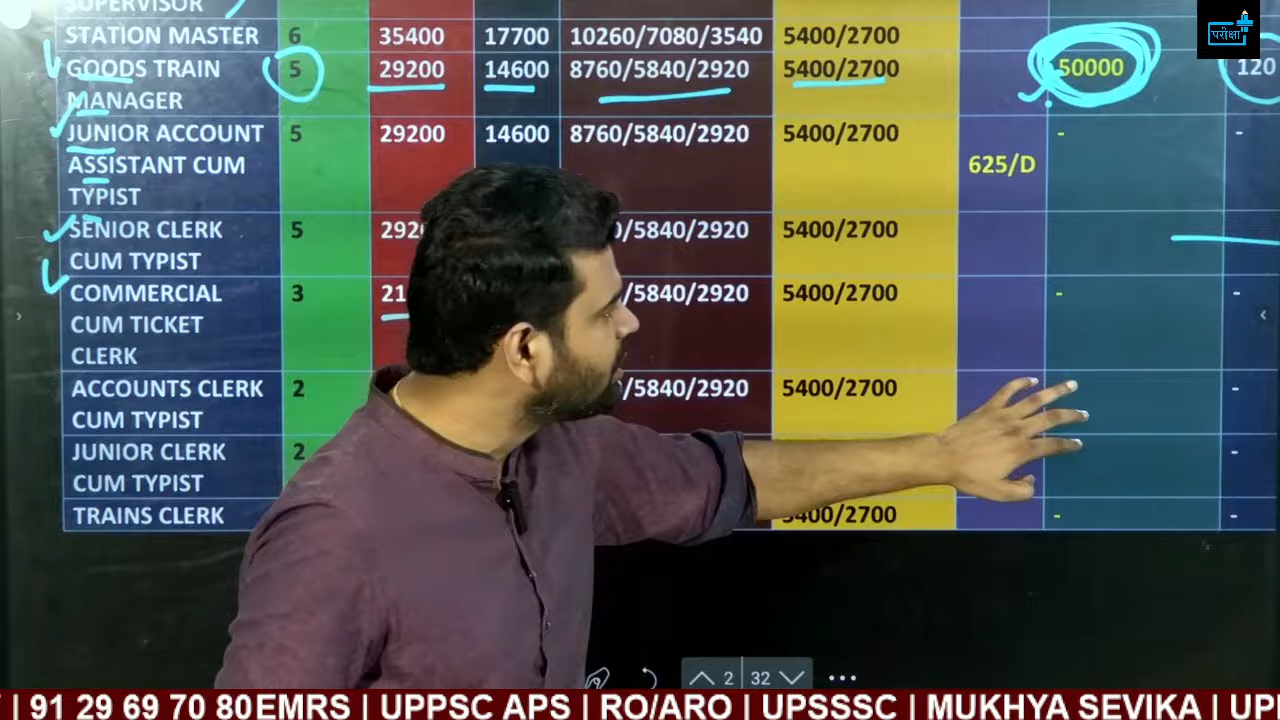 SUPERVISOR
STATION MASTER 6 35400 17700 10260/7080/3540 5400/2700
GOODS TRAIN 5 29200 14600 8760/5840/2920 5400/2700 50000 120
MANAGER
JUNIOR ACCOUNT 5 29200 14600 8760/5840/2920 5400/2700 - -
ASSISTANT CUM 625/D
TYPIST
SENIOR CLERK 5 292 0/5840/2920 5400/2700
CUM TYPIST
COMMERCIAL 3 21 /5840/2920 5400/2700 - -
CUM TICKET
CLERK
ACCOUNTS CLERK 2 /5840/2920 5400/2700 -
CUM TYPIST
JUNIOR CLERK 2 -
CUM TYPIST
TRAINS CLERK 5400/2700 - -
परीक्षा
2 32
| 91 29 69 70 80EMRS | UPPSC APS | RO/ARO | UPSSSC | MUKHYA SEVIKA | UP